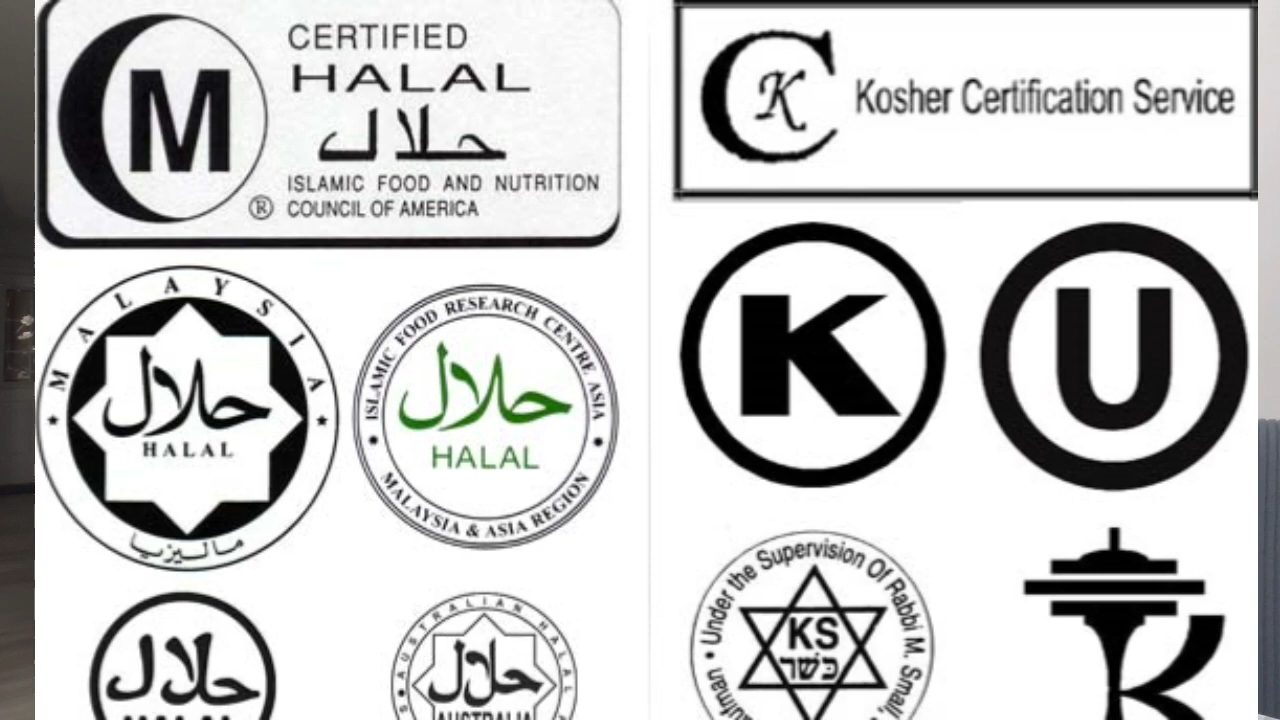 CERTIFIED
HALAL
حلال
ISLAMIC FOOD AND NUTRITION
COUNCIL OF AMERICA
M
®
C K Kosher Certification Service
MALAYSIA
حلال
HALAL
ماليزيا
ISLAMIC FOOD RESEARCH CENTRE ASIA
حلال
HALAL
MALAYSIA & ASIA REGION
K
U
حلال
AUSTRALIAN HALAL
حلال
AUSTRALIA
Under the Supervision Of Rabbi M. Small,
KS
כשר
K